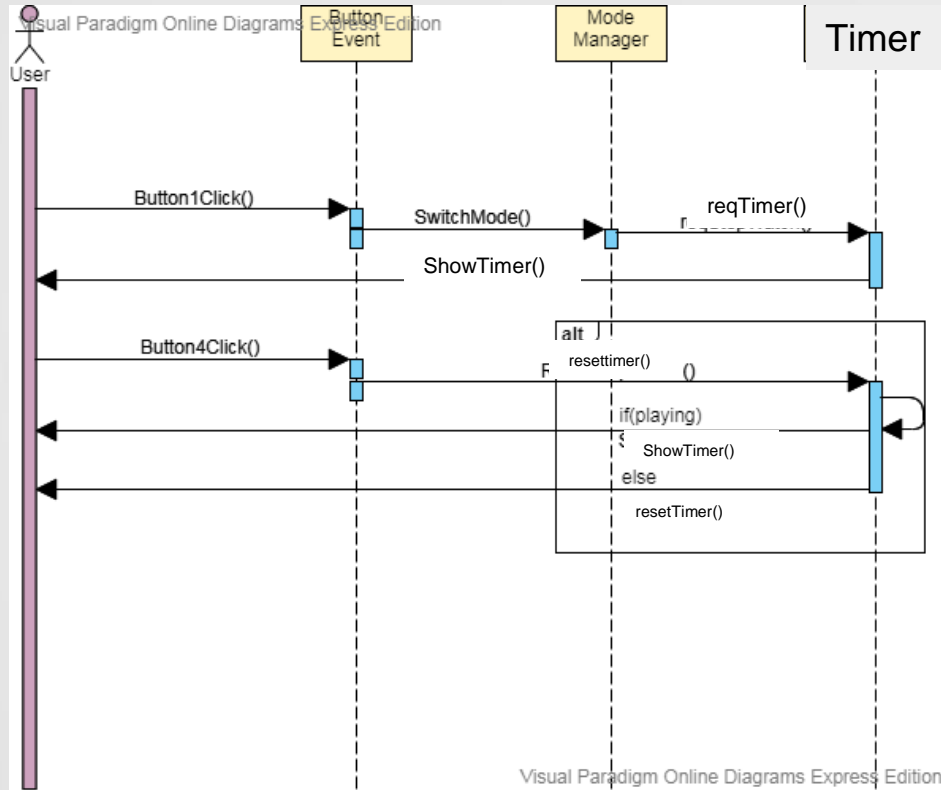 Visual Paradigm Online Diagrams Express Edition
User
Button
Event
Mode
Manager
Timer
Button1Click()
SwitchMode()
reqTimer()
ShowTimer()
Button4Click()
alt
resettimer()
()
if(playing)
ShowTimer()
else
resetTimer()
Visual Paradigm Online Diagrams Express Edition